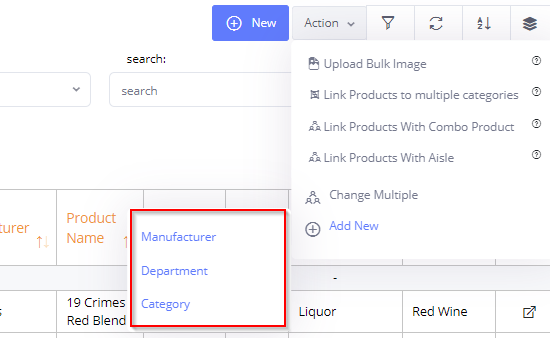 New
Action
search:
search
Upload Bulk Image
Link Products to multiple categories
Link Products With Combo Product
Link Products With Aisle
Change Multiple
Add New
turer
Product
Name
Manufacturer
Department
Category
-
s
19 Crimes
Red Blend
Liquor
Red Wine